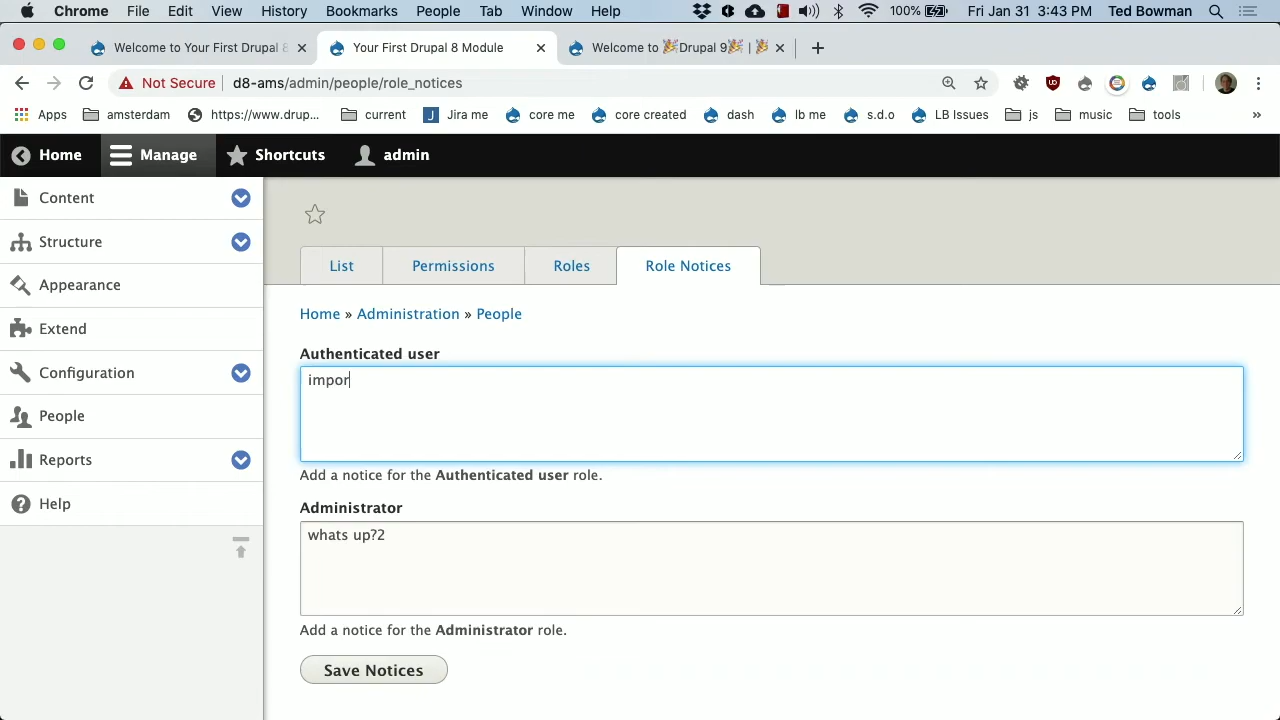 Chrome File Edit View History Bookmarks People Tab Window Help 100% Fri Jan 31 3:43 PM Ted Bowman
Welcome to Your First Drupal 8 Your First Drupal 8 Module Welcome to 🎉Drupal 9🎉 | 🎉
Not Secure d8-ams/admin/people/role_notices
Apps amsterdam https://www.drup... current Jira me core me core created dash lb me s.d.o LB Issues js music tools »
Home Manage Shortcuts admin
Content
Structure
Appearance
Extend
Configuration
People
Reports
Help
List Permissions Roles Role Notices
Home » Administration » People
Authenticated user
impor
Add a notice for the Authenticated user role.
Administrator
whats up?2
Add a notice for the Administrator role.
Save Notices